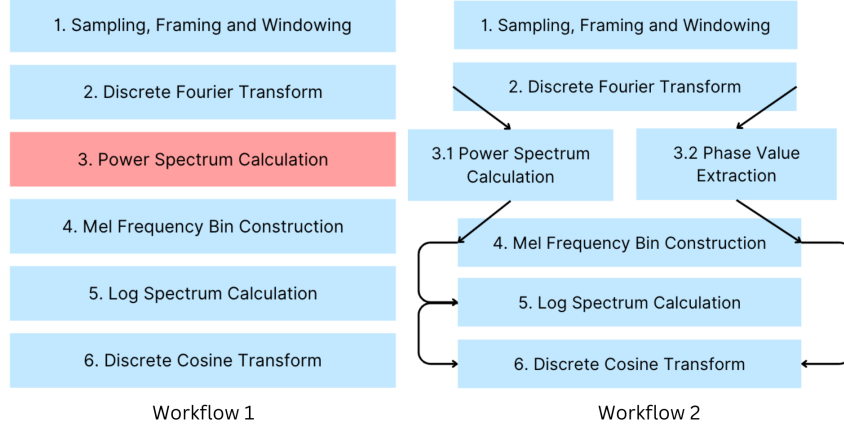 1. Sampling, Framing and Windowing
2. Discrete Fourier Transform
3. Power Spectrum Calculation
4. Mel Frequency Bin Construction
5. Log Spectrum Calculation
6. Discrete Cosine Transform
Workflow 1
1. Sampling, Framing and Windowing
2. Discrete Fourier Transform
3.1 Power Spectrum
Calculation
3.2 Phase Value
Extraction
4. Mel Frequency Bin Construction
5. Log Spectrum Calculation
6. Discrete Cosine Transform
Workflow 2